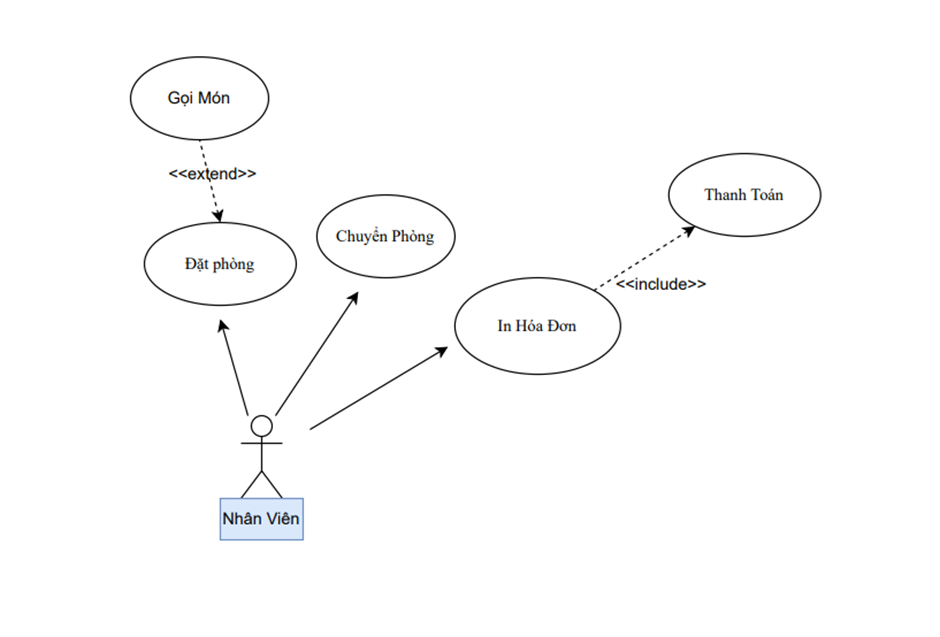 Gọi Món
<<extend>>
Đặt phòng
Chuyển Phòng
Thanh Toán
<<include>>
In Hóa Đơn
Nhân Viên